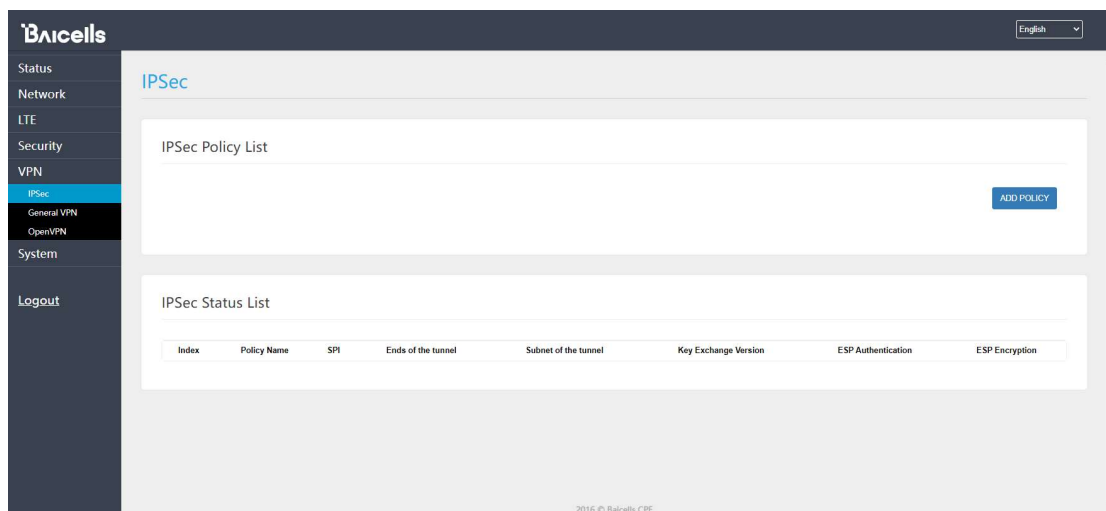 Baicells
English
Status
Network
LTE
Security
VPN
IPSec
General VPN
OpenVPN
System
Logout
IPSec
IPSec Policy List
ADD POLICY
IPSec Status List
Index Policy Name SPI Ends of the tunnel Subnet of the tunnel Key Exchange Version ESP Authentication ESP Encryption
2016 © Baicells CPE